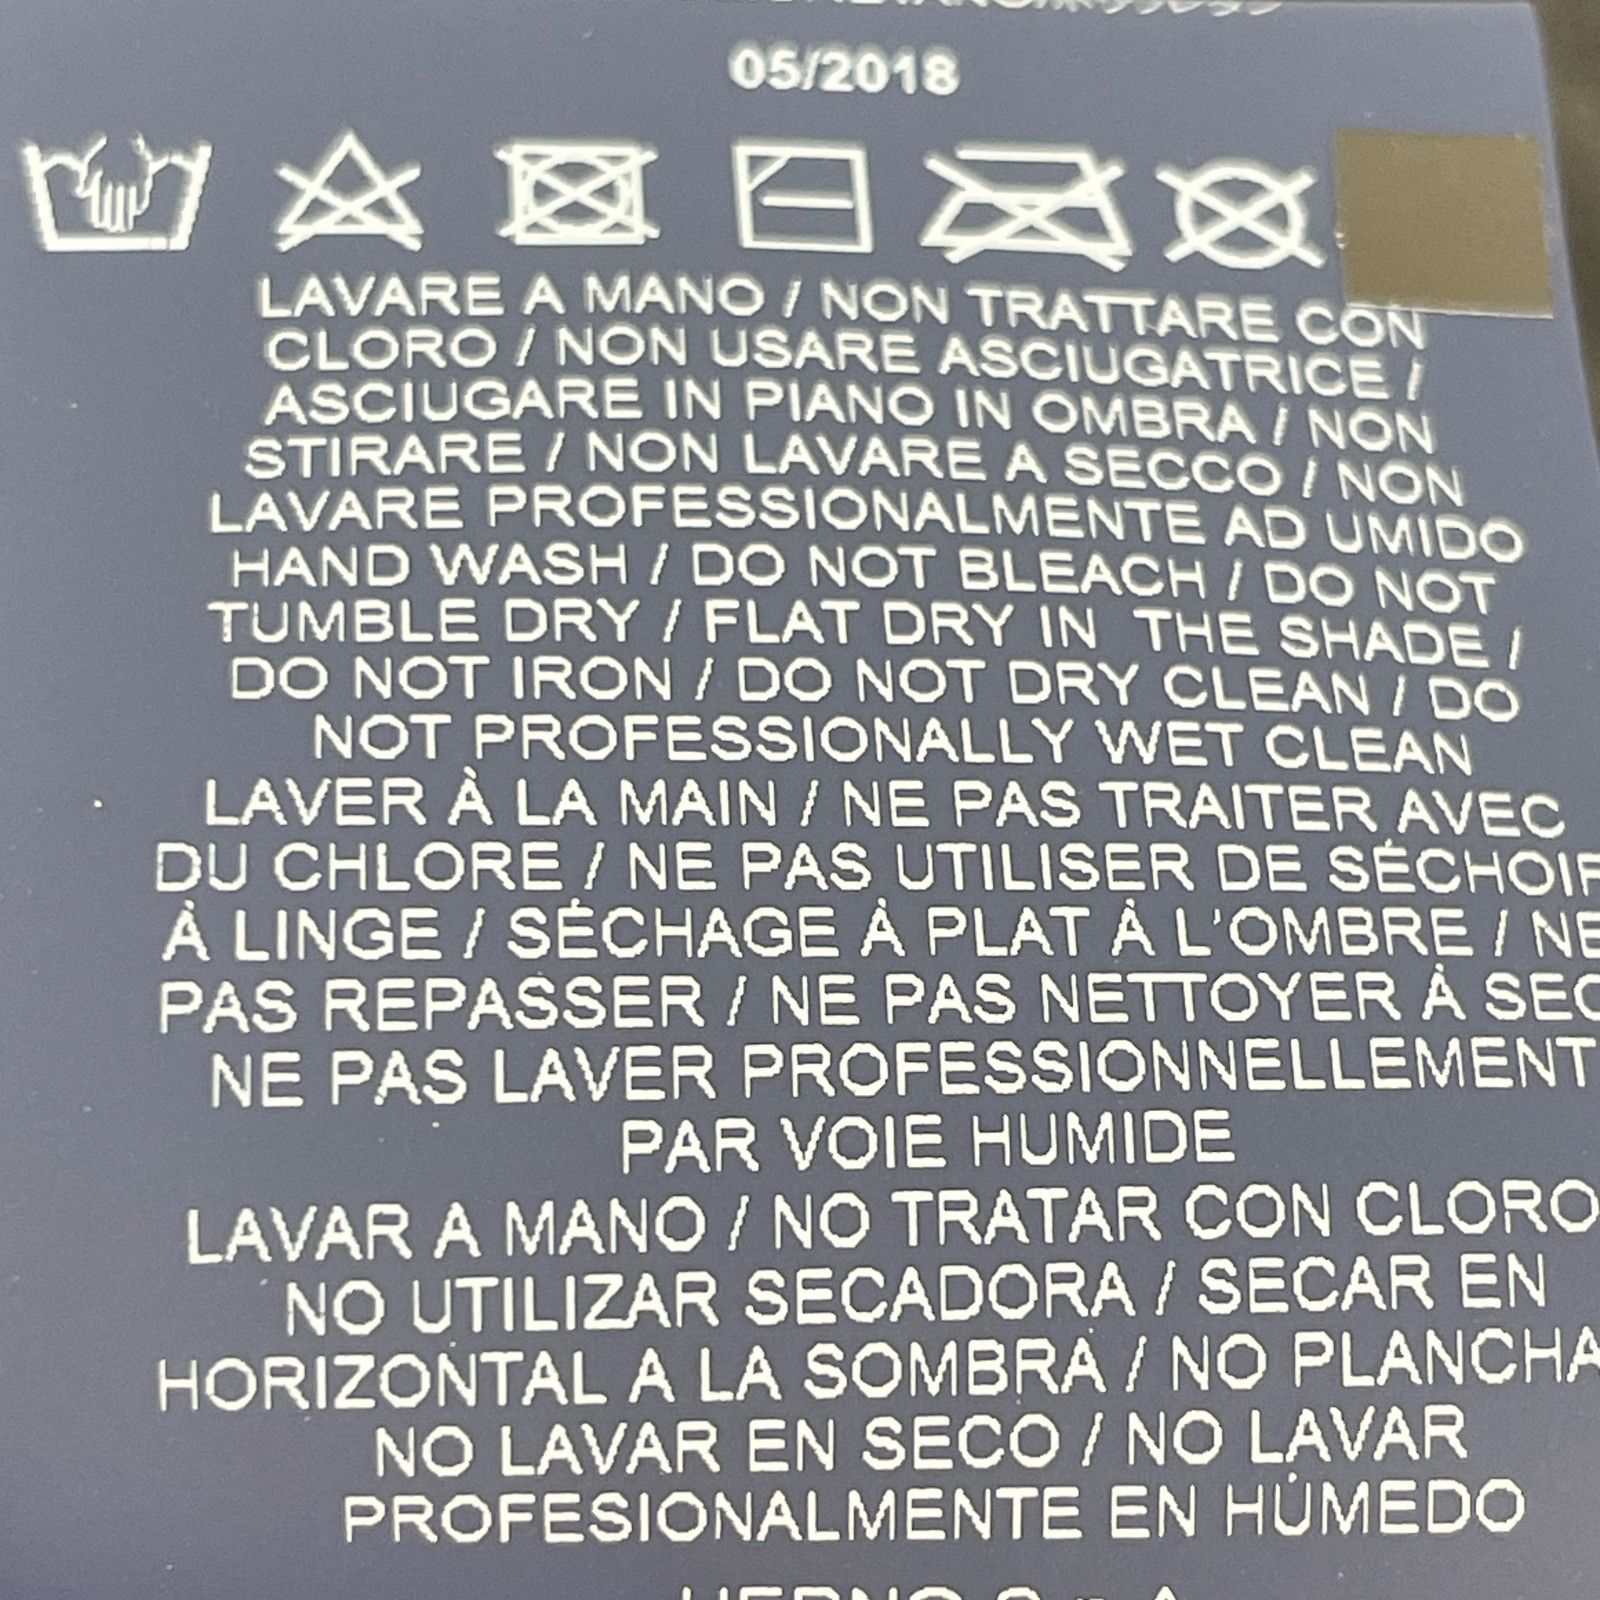 05/2018
LAVARE A MANO / NON TRATTARE CON
CLORO / NON USARE ASCIUGATRICE /
ASCIUGARE IN PIANO IN OMBRA / NON
STIRARE / NON LAVARE A SECCO / NON
LAVARE PROFESSIONALMENTE AD UMIDO
HAND WASH / DO NOT BLEACH / DO NOT
TUMBLE DRY / FLAT DRY IN THE SHADE /
DO NOT IRON / DO NOT DRY CLEAN / DO
NOT PROFESSIONALLY WET CLEAN
LAVER À LA MAIN / NE PAS TRAITER AVEC
DU CHLORE / NE PAS UTILISER DE SÉCHOIR
À LINGE / SÉCHAGE À PLAT À L'OMBRE / NE
PAS REPASSER / NE PAS NETTOYER À SEC
NE PAS LAVER PROFESSIONNELLEMENT
PAR VOIE HUMIDE
LAVAR A MANO / NO TRATAR CON CLORO
NO UTILIZAR SECADORA / SECAR EN
HORIZONTAL A LA SOMBRA / NO PLANCHA
NO LAVAR EN SECO / NO LAVAR
PROFESIONALMENTE EN HÚMEDO
HERNO S.p.A